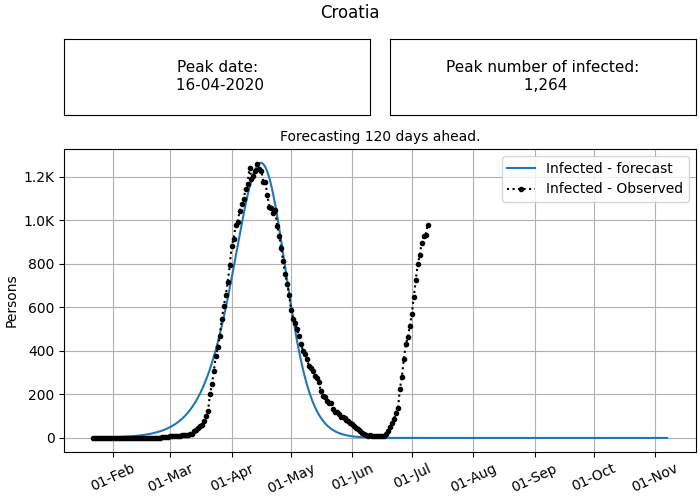 Croatia
Peak date:
16-04-2020
Peak number of infected:
1,264
Forecasting 120 days ahead.
Infected - forecast
Infected - Observed
1.2K
1.0K
800
600
400
200
0
Persons
01-Feb
01-Mar
01-Apr
01-May
01-Jun
01-Jul
01-Aug
01-Sep
01-Oct
01-Nov